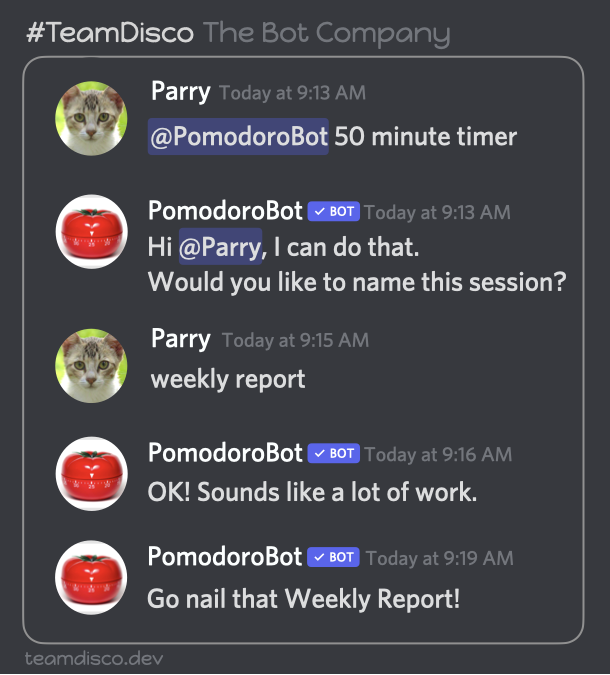 #TeamDisco The Bot Company
Parry Today at 9:13 AM
@PomodoroBot 50 minute timer
PomodoroBot ✓ BOT Today at 9:13 AM
Hi @Parry, I can do that.
Would you like to name this session?
Parry Today at 9:15 AM
weekly report
PomodoroBot ✓ BOT Today at 9:16 AM
OK! Sounds like a lot of work.
PomodoroBot ✓ BOT Today at 9:19 AM
Go nail that Weekly Report!
teamdisco.dev